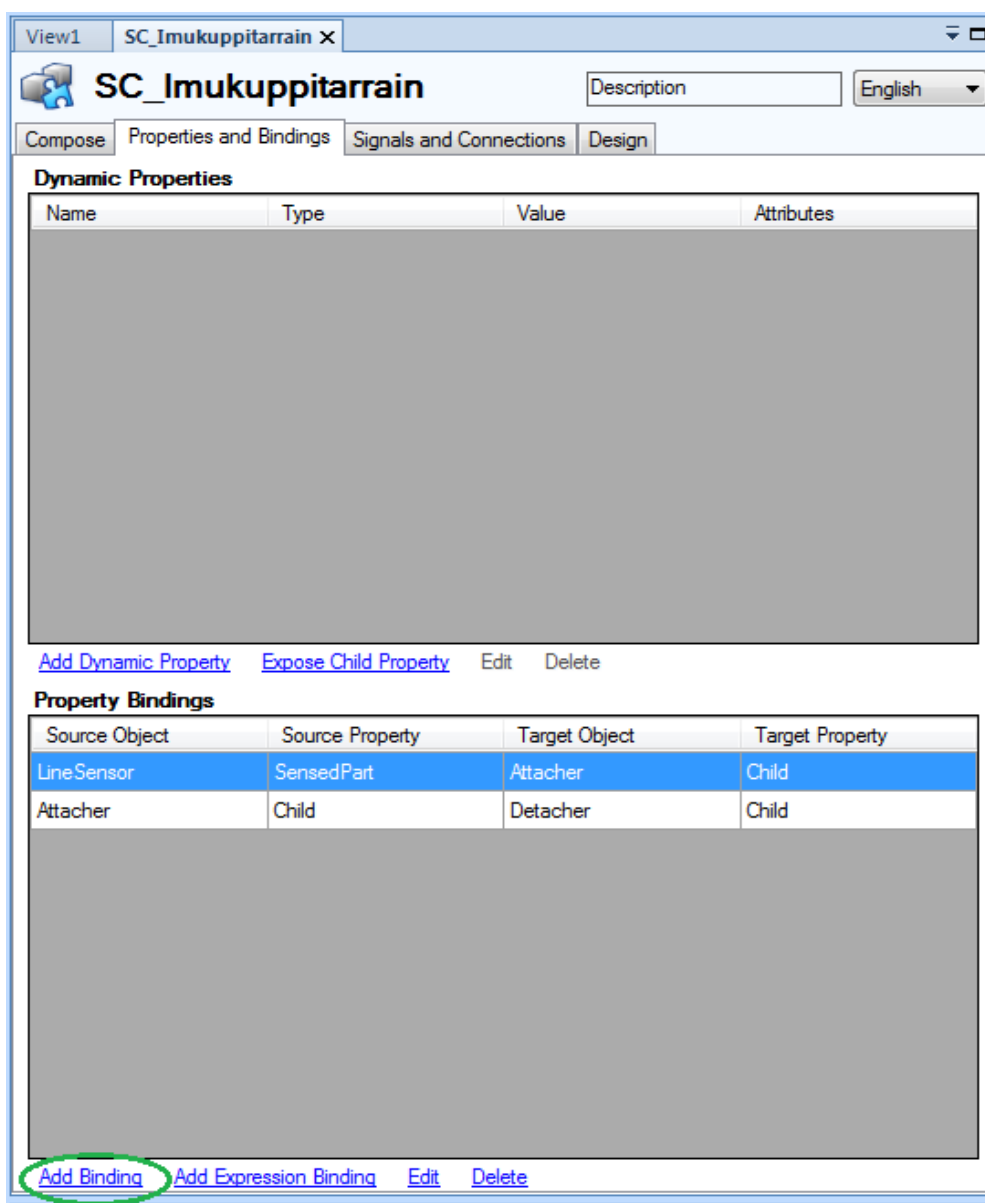 View1 SC_Imukuppitarrain
SC_Imukuppitarrain Description English
Compose Properties and Bindings Signals and Connections Design
Dynamic Properties
Name Type Value Attributes
Add Dynamic Property Expose Child Property Edit Delete
Property Bindings
Source Object Source Property Target Object Target Property
LineSensor SensedPart Attacher Child
Attacher Child Detacher Child
Add Binding Add Expression Binding Edit Delete